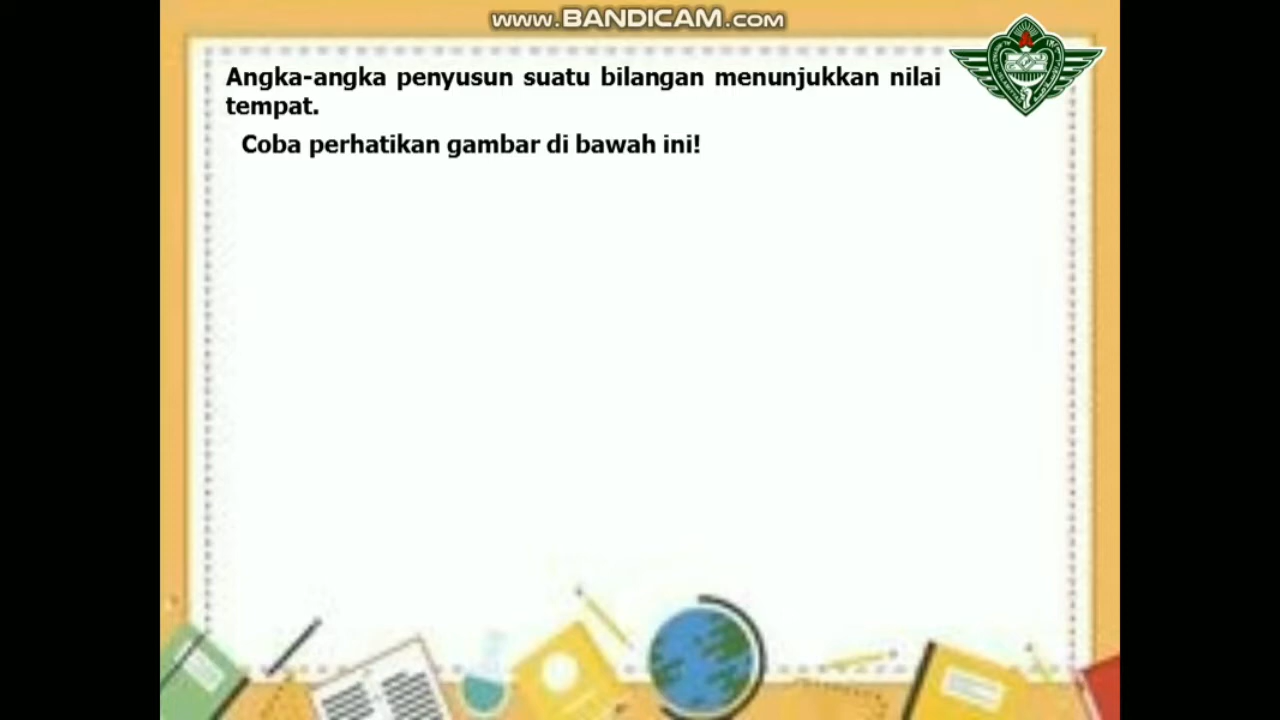 www.BANDICAM.com
Angka-angka penyusun suatu bilangan menunjukkan nilai
tempat.
Coba perhatikan gambar di bawah ini!